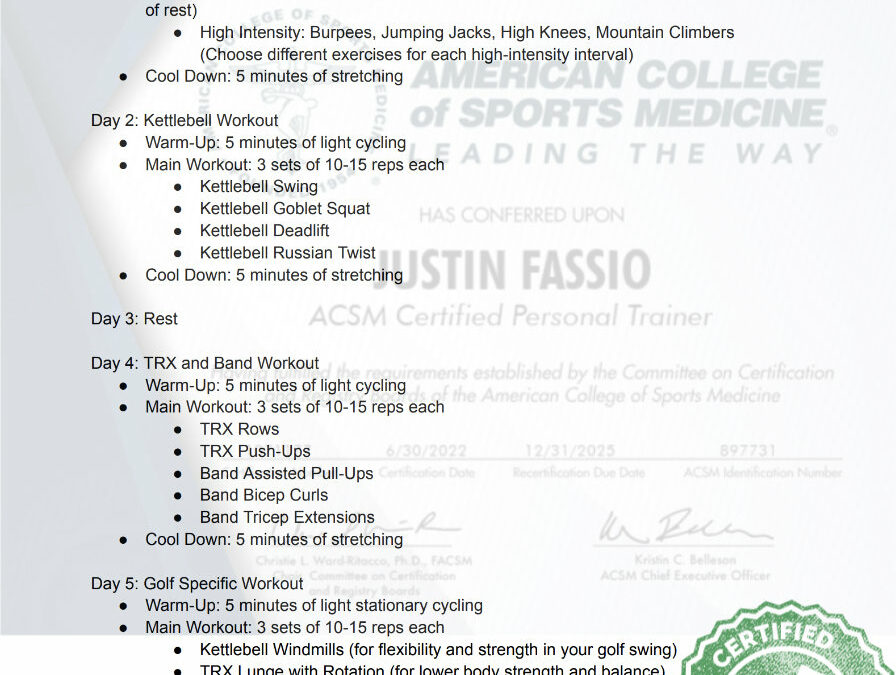 of rest)
● High Intensity: Burpees, Jumping Jacks, High Knees, Mountain Climbers
(Choose different exercises for each high-intensity interval)
● Cool Down: 5 minutes of stretching
AMERICAN COLLEGE
of SPORTS MEDICINE®
LEADING THE WAY
Day 2: Kettlebell Workout
● Warm-Up: 5 minutes of light cycling
● Main Workout: 3 sets of 10-15 reps each
● Kettlebell Swing
● Kettlebell Goblet Squat
● Kettlebell Deadlift
● Kettlebell Russian Twist
● Cool Down: 5 minutes of stretching
HAS CONFERRED UPON
JUSTIN FASSIO
ACSM Certified Personal Trainer
Day 3: Rest
Day 4: TRX and Band Workout
● Warm-Up: 5 minutes of light cycling
● Main Workout: 3 sets of 10-15 reps each
● TRX Rows
● TRX Push-Ups
● Band Assisted Pull-Ups
● Band Bicep Curls
● Band Tricep Extensions
● Cool Down: 5 minutes of stretching
Having fulfilled the requirements established by the Committee on Certification
and Registry Boards of the American College of Sports Medicine
6/30/2022 12/31/2025 897731
Certification Date Recertification Due Date ACSM Identification Number
Christie L. Ward-Ritacco, Ph.D., FACSM
Committee on Certification
and Registry Boards
Kristin C. Belleson
ACSM Chief Executive Officer
Day 5: Golf Specific Workout
● Warm-Up: 5 minutes of light stationary cycling
● Main Workout: 3 sets of 10-15 reps each
● Kettlebell Windmills (for flexibility and strength in your golf swing)
● TRX Lunge with Rotation (for lower body strength and balance)
CERTIFIED